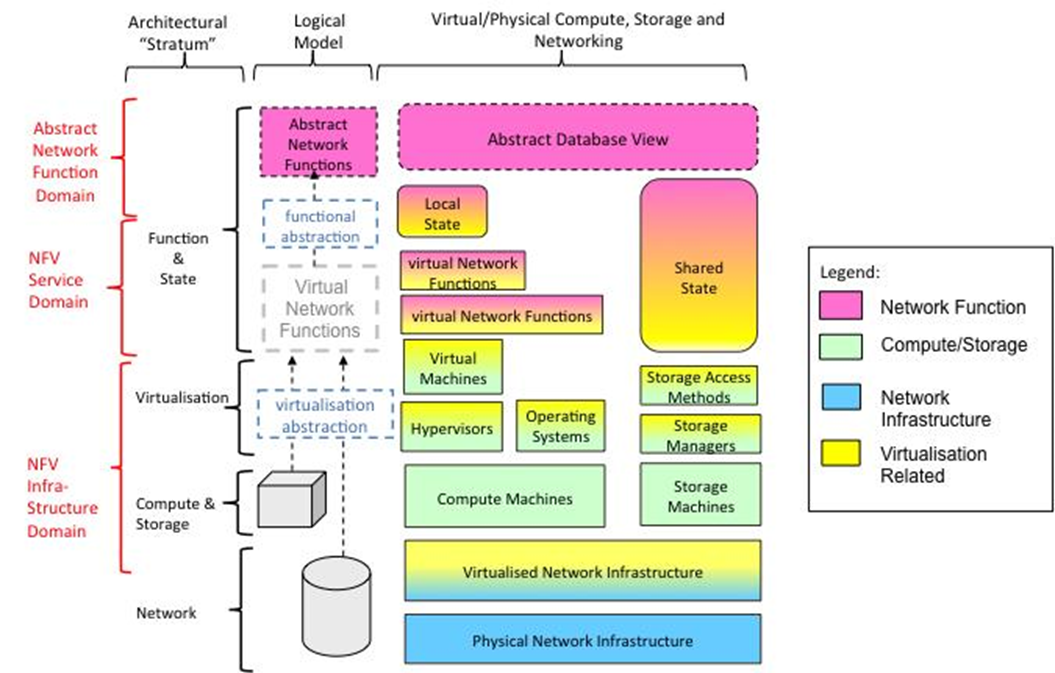 Architectural
“Stratum”
Logical
Model
Virtual/Physical Compute, Storage and
Networking
Abstract
Network
Function
Domain
NFV
Service
Domain
NFV
Infra-
Structure
Domain
Function
&
State
Virtualisation
Compute &
Storage
Network
Abstract
Network
Functions
functional
abstraction
Virtual
Network
Functions
virtualisation
abstraction
Abstract Database View
Local
State
Shared
State
virtual Network
Functions
virtual Network Functions
Virtual
Machines
Storage Access
Methods
Hypervisors
Operating
Systems
Storage
Managers
Compute Machines
Storage
Machines
Virtualised Network Infrastructure
Physical Network Infrastructure
Legend:
Network Function
Compute/Storage
Network
Infrastructure
Virtualisation
Related